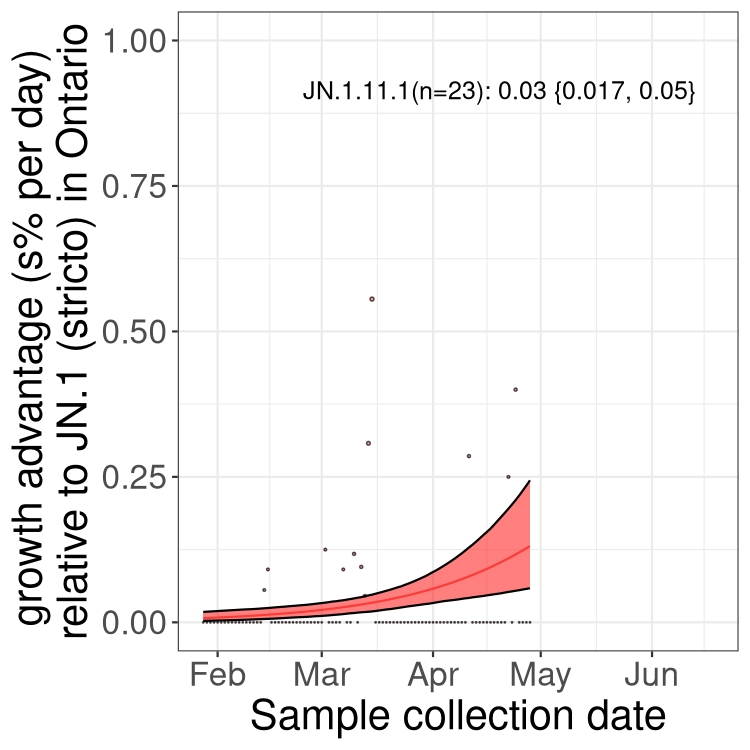 growth advantage (s% per day)
relative to JN.1 (stricto) in Ontario
1.00
0.75
0.50
0.25
0.00
JN.1.11.1(n=23): 0.03 {0.017, 0.05}
Feb Mar Apr May Jun
Sample collection date